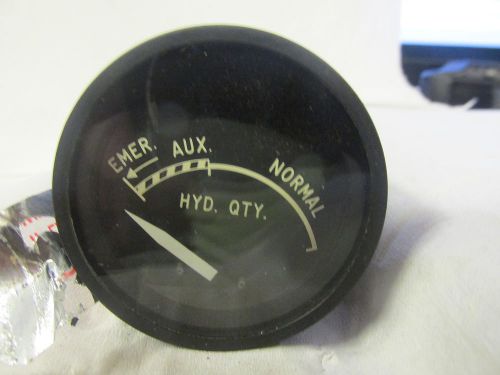 EMER. AUX. NORMAL
HYD. QTY.